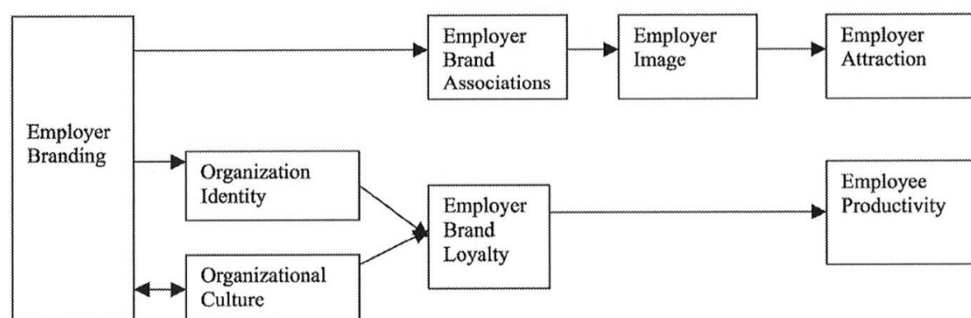 Employer
Branding
Employer
Brand
Associations
Employer
Image
Employer
Attraction
Organization
Identity
Organizational
Culture
Employer
Brand
Loyalty
Employee
Productivity